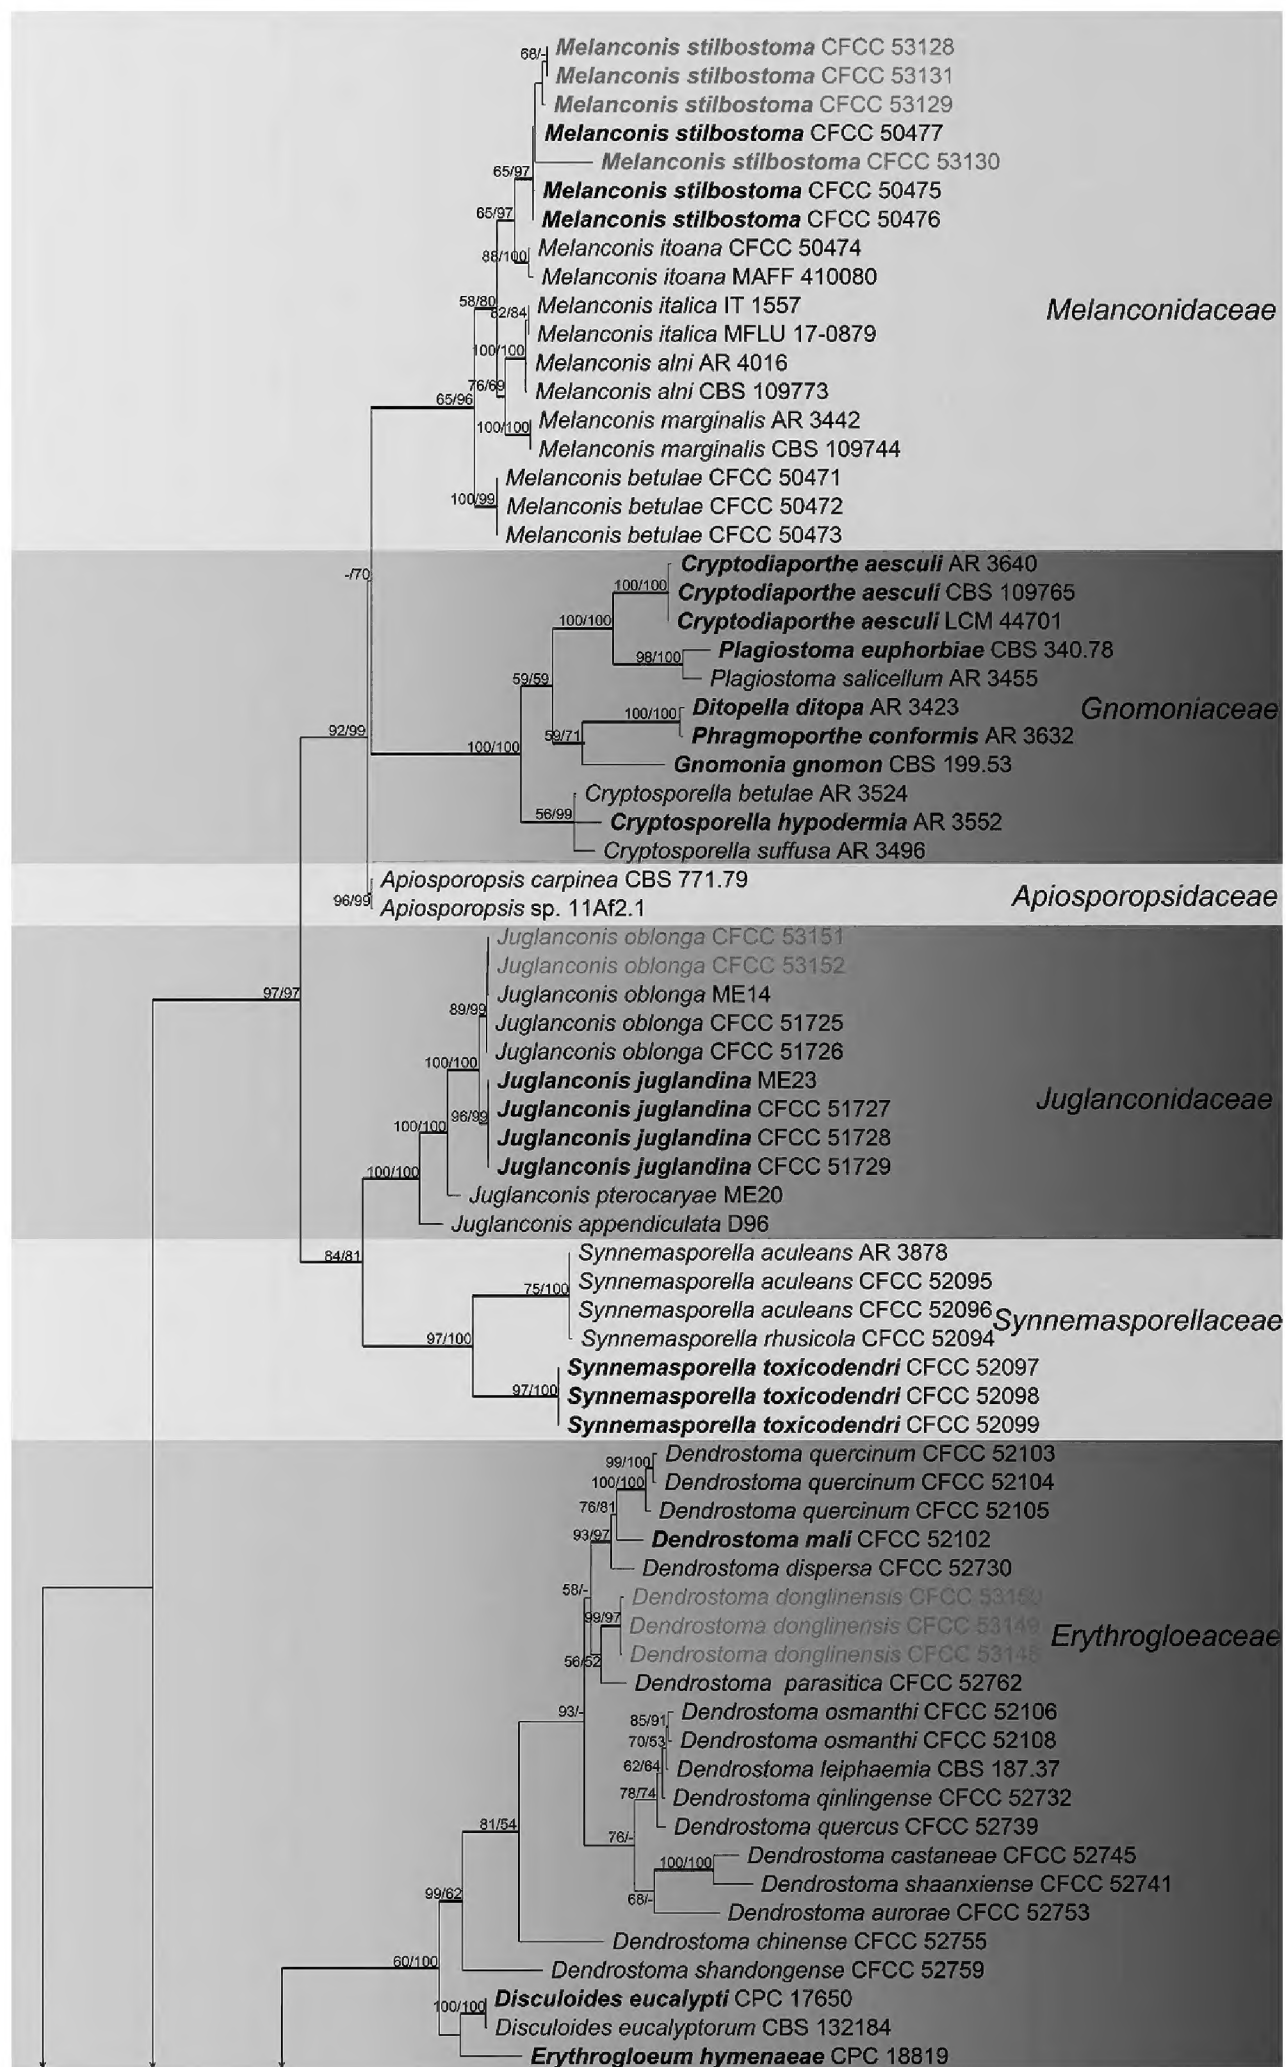 68/-
Melanconis stilbostoma CFCC 53128
Melanconis stilbostoma CFCC 53131
Melanconis stilbostoma CFCC 53129
Melanconis stilbostoma CFCC 50477
Melanconis stilbostoma CFCC 53130
65/97
Melanconis stilbostoma CFCC 50475
65/97
Melanconis stilbostoma CFCC 50476
88/100
Melanconis itoana CFCC 50474
Melanconis itoana MAFF 410080
58/80
82/84
Melanconis italica IT 1557
Melanconidaceae
Melanconis italica MFLU 17-0879
100/100
Melanconis alni AR 4016
76/69
Melanconis alni CBS 109773
65/96
100/100
Melanconis marginalis AR 3442
Melanconis marginalis CBS 109744
Melanconis betulae CFCC 50471
100/99
Melanconis betulae CFCC 50472
Melanconis betulae CFCC 50473
-/70
Cryptodiaporthe aesculi AR 3640
100/100
Cryptodiaporthe aesculi CBS 109765
100/100
Cryptodiaporthe aesculi LCM 44701
98/100
Plagiostoma euphorbiae CBS 340.78
59/59
Plagiostoma salicellum AR 3455
100/100
Ditopella ditopa AR 3423
Gnomoniaceae
92/99
59/71
Phragmoporthe conformis AR 3632
100/100
Gnomonia gnomon CBS 199.53
Cryptosporella betulae AR 3524
56/99
Cryptosporella hypodermia AR 3552
Cryptosporella suffusa AR 3496
Apiosporopsis carpinea CBS 771.79
96/99
Apiosporopsidaceae
Apiosporopsis sp. 11Af2.1
Juglanconis oblonga CFCC 53151
Juglanconis oblonga CFCC 53152
97/97
Juglanconis oblonga ME14
89/99
Juglanconis oblonga CFCC 51725
Juglanconis oblonga CFCC 51726
100/100
Juglanconis juglandina ME23
Juglanconidaceae
96/99
Juglanconis juglandina CFCC 51727
100/100
Juglanconis juglandina CFCC 51728
100/100
Juglanconis juglandina CFCC 51729
Juglanconis pterocaryae ME20
Juglanconis appendiculata D96
84/81
Synnemasporella aculeans AR 3878
75/100
Synnemasporella aculeans CFCC 52095
Synnemasporella aculeans CFCC 52096
Synnemasporellaceae
97/100
Synnemasporella rhusicola CFCC 52094
Synnemasporella toxicodendri CFCC 52097
97/100
Synnemasporella toxicodendri CFCC 52098
Synnemasporella toxicodendri CFCC 52099
99/100
Dendrostoma quercinum CFCC 52103
100/100
Dendrostoma quercinum CFCC 52104
76/81
Dendrostoma quercinum CFCC 52105
93/97
Dendrostoma mali CFCC 52102
Dendrostoma dispersa CFCC 52730
58/-
Dendrostoma donglinensis CFCC
99/97
Dendrostoma donglinensis CFCC 53149
Erythrogloeaceae
56/52
Dendrostoma donglinensis CFCC 53148
Dendrostoma parasitica CFCC 52762
93/-
85/91
Dendrostoma osmanthi CFCC 52106
70/53
Dendrostoma osmanthi CFCC 52108
62/64
Dendrostoma leiphaemia CBS 187.37
78/74
Dendrostoma qinlingense CFCC 52732
81/54
76/-
Dendrostoma quercus CFCC 52739
100/100
Dendrostoma castaneae CFCC 52745
99/62
68/-
Dendrostoma shaanxiense CFCC 52741
Dendrostoma aurorae CFCC 52753
Dendrostoma chinense CFCC 52755
60/100
Dendrostoma shandongense CFCC 52759
100/100
Disculoides eucalypti CPC 17650
Disculoides eucalyptorum CBS 132184
Erythrogloeum hymenaeae CPC 18819